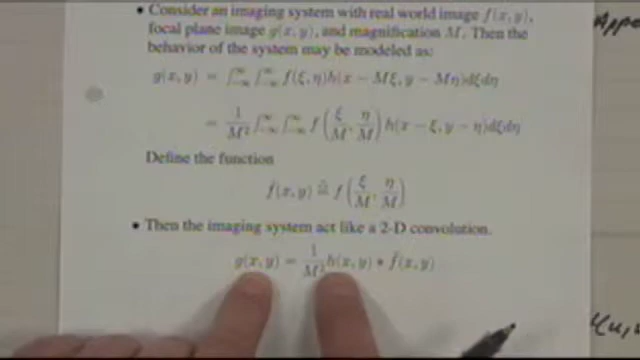 • Consider an imaging system with real world image f(x, y),
focal plane image g(x, y), and magnification M. Then the
behavior of the system may be modeled as:
g(x, y) = ∫_{-∞}^{∞} ∫_{-∞}^{∞} f(ξ, η)h(x − Mξ, y − Mη)dξdη
= 1/M² ∫_{-∞}^{∞} ∫_{-∞}^{∞} f(ξ/M, η/M) h(x − ξ, y − η)dξdη
Define the function
f̃(x, y) ≜ f(ξ/M, η/M)
• Then the imaging system act like a 2-D convolution.
g(x, y) = 1/M² h(x, y) * f̃(x, y)